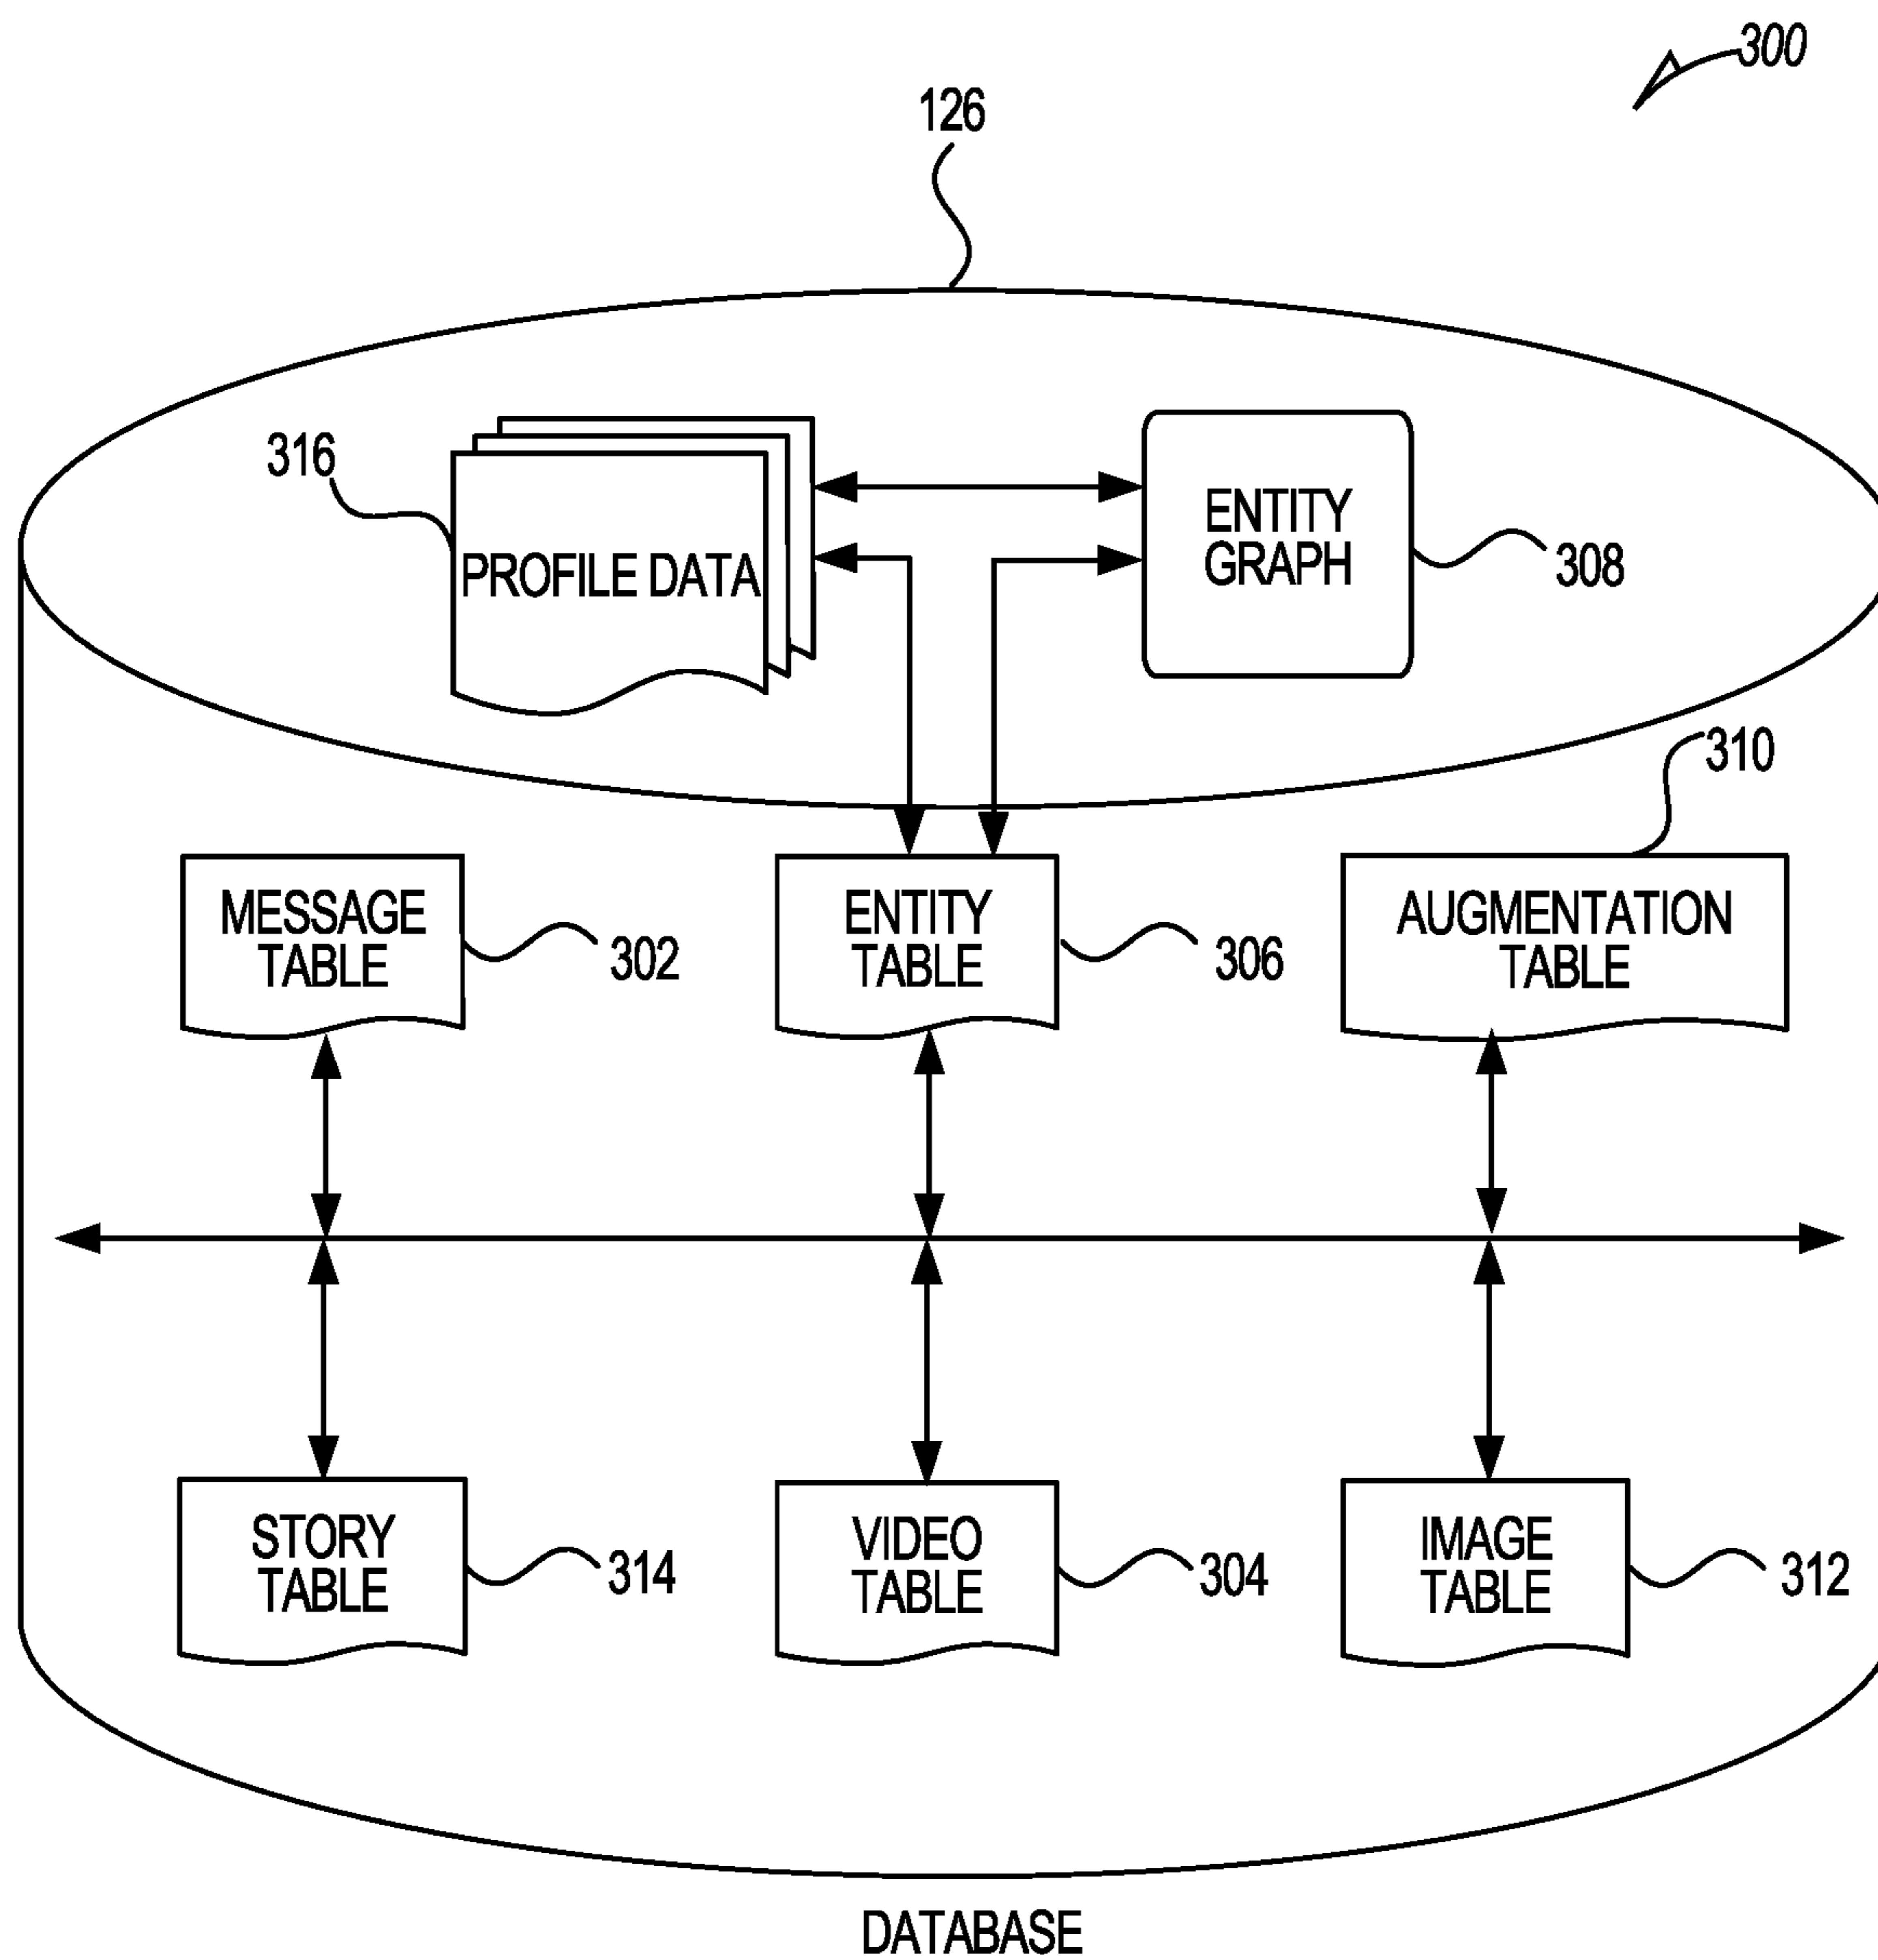 300
126
316
PROFILE DATA
ENTITY
GRAPH
308
310
MESSAGE
TABLE
302
ENTITY
TABLE
306
AUGMENTATION
TABLE
STORY
TABLE
314
VIDEO
TABLE
304
IMAGE
TABLE
312
DATABASE